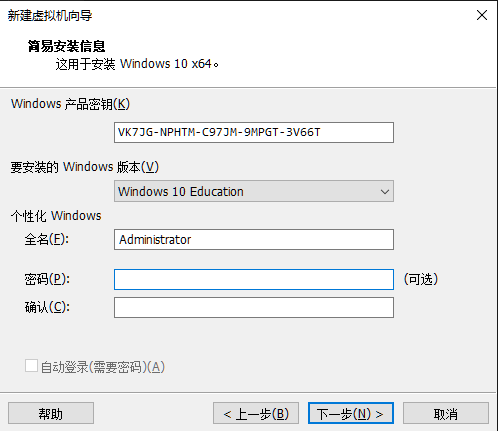 新建虚拟机向导
简易安装信息
这用于安装 Windows 10 x64。
Windows 产品密钥(K)
VK7JG-NPHTM-C97JM-9MPGT-3V66T
要安装的 Windows 版本(V)
Windows 10 Education
个性化 Windows
全名(F):
Administrator
密码(P):
(可选)
确认(C):
自动登录(需要密码)(A)
帮助
< 上一步(B)
下一步(N) >
取消